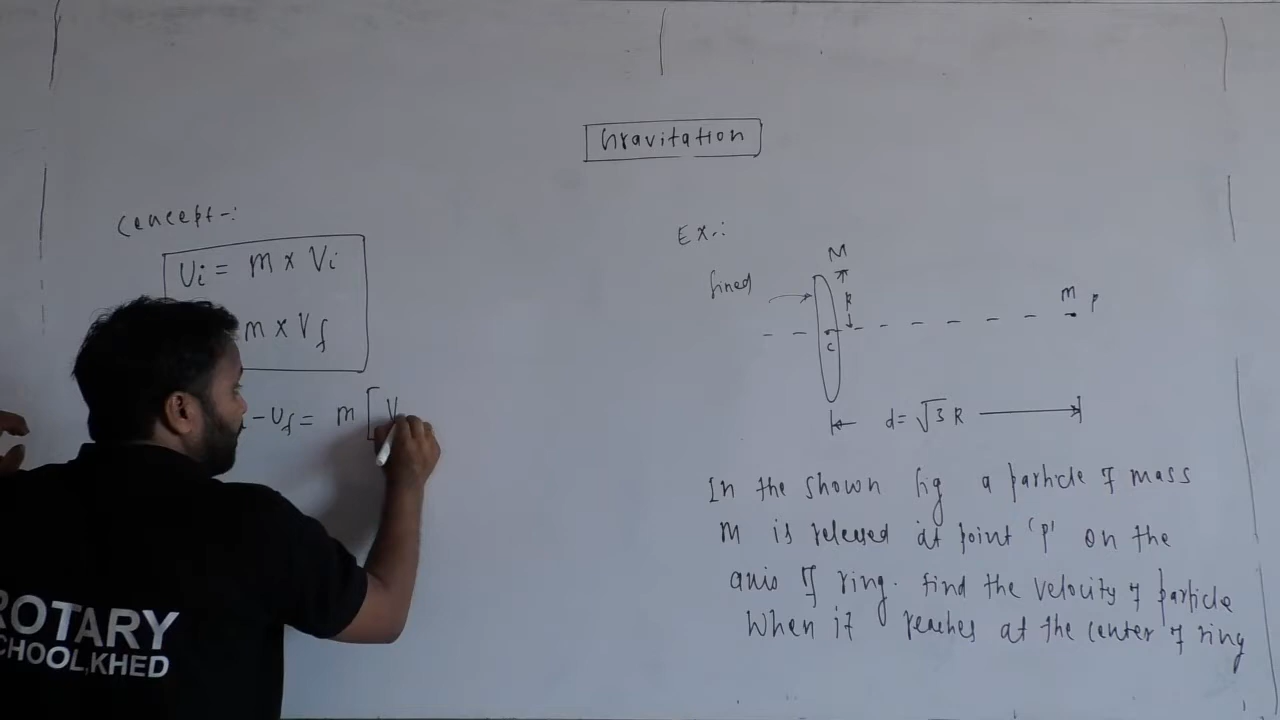 Gravitation
Concept-:
Ui = m x Vi
m x Vf
- Uf = m [ V
Ex.:
M
fined
R
m P
C
d = √3 R
In the shown fig a particle of mass
m is released at point 'p' on the
axis of ring. find the velocity of particle
When it reaches at the center of ring
ROTARY
CHOOL, KHED